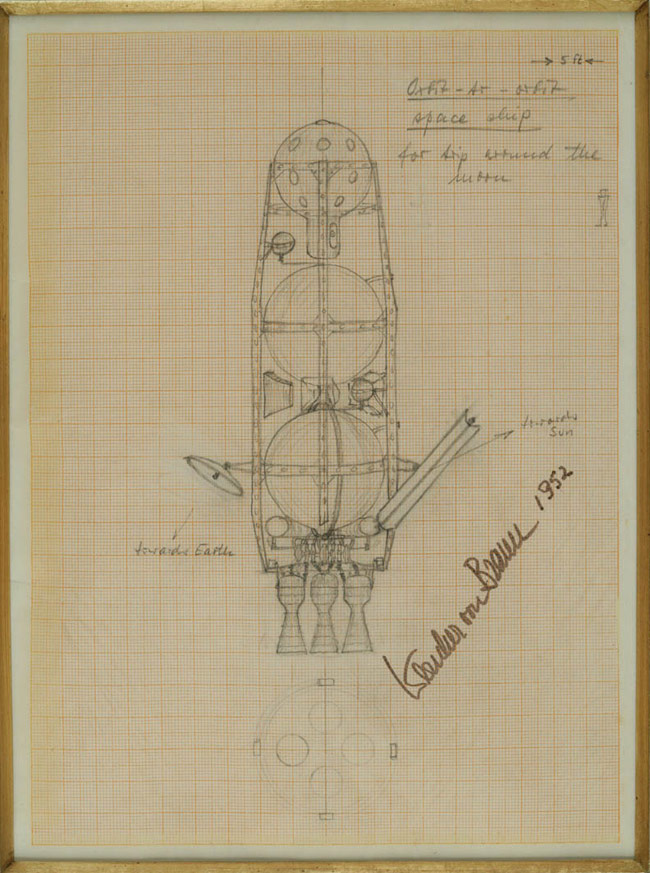 5 ft
Orbit-to-orbit
space ship
for trip around the
moon
towards
Sun
towards Earth
Wernher von Braun 1952